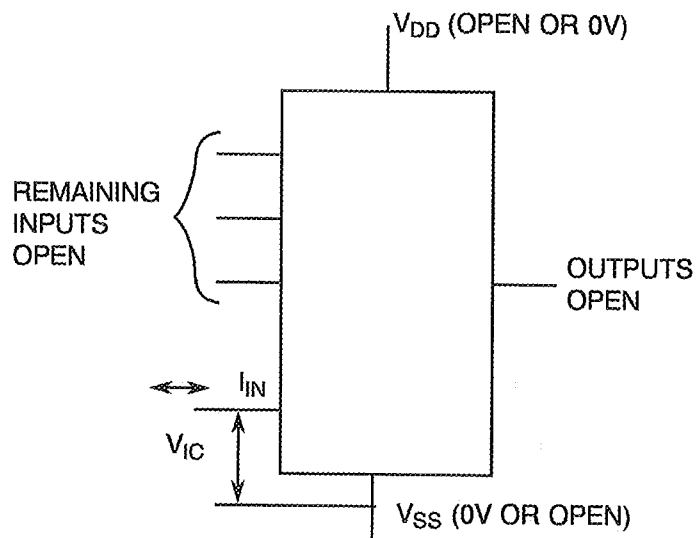 VDD (OPEN OR 0V)
REMAINING
INPUTS
OPEN
OUTPUTS
OPEN
IIN
VIC
VSS (0V OR OPEN)